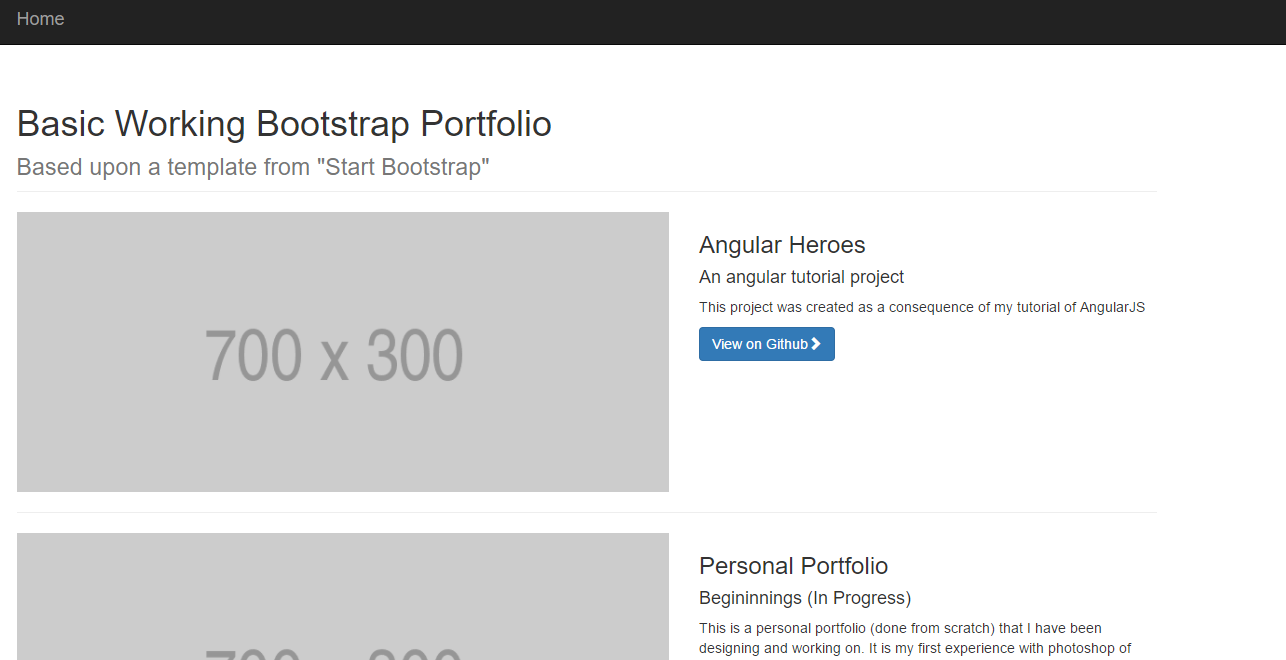 Home
Basic Working Bootstrap Portfolio
Based upon a template from "Start Bootstrap"
700 x 300
Angular Heroes
An angular tutorial project
This project was created as a consequence of my tutorial of AngularJS
View on Github
700 x 300
Personal Portfolio
Begininnings (In Progress)
This is a personal portfolio (done from scratch) that I have been
designing and working on. It is my first experience with photoshop of